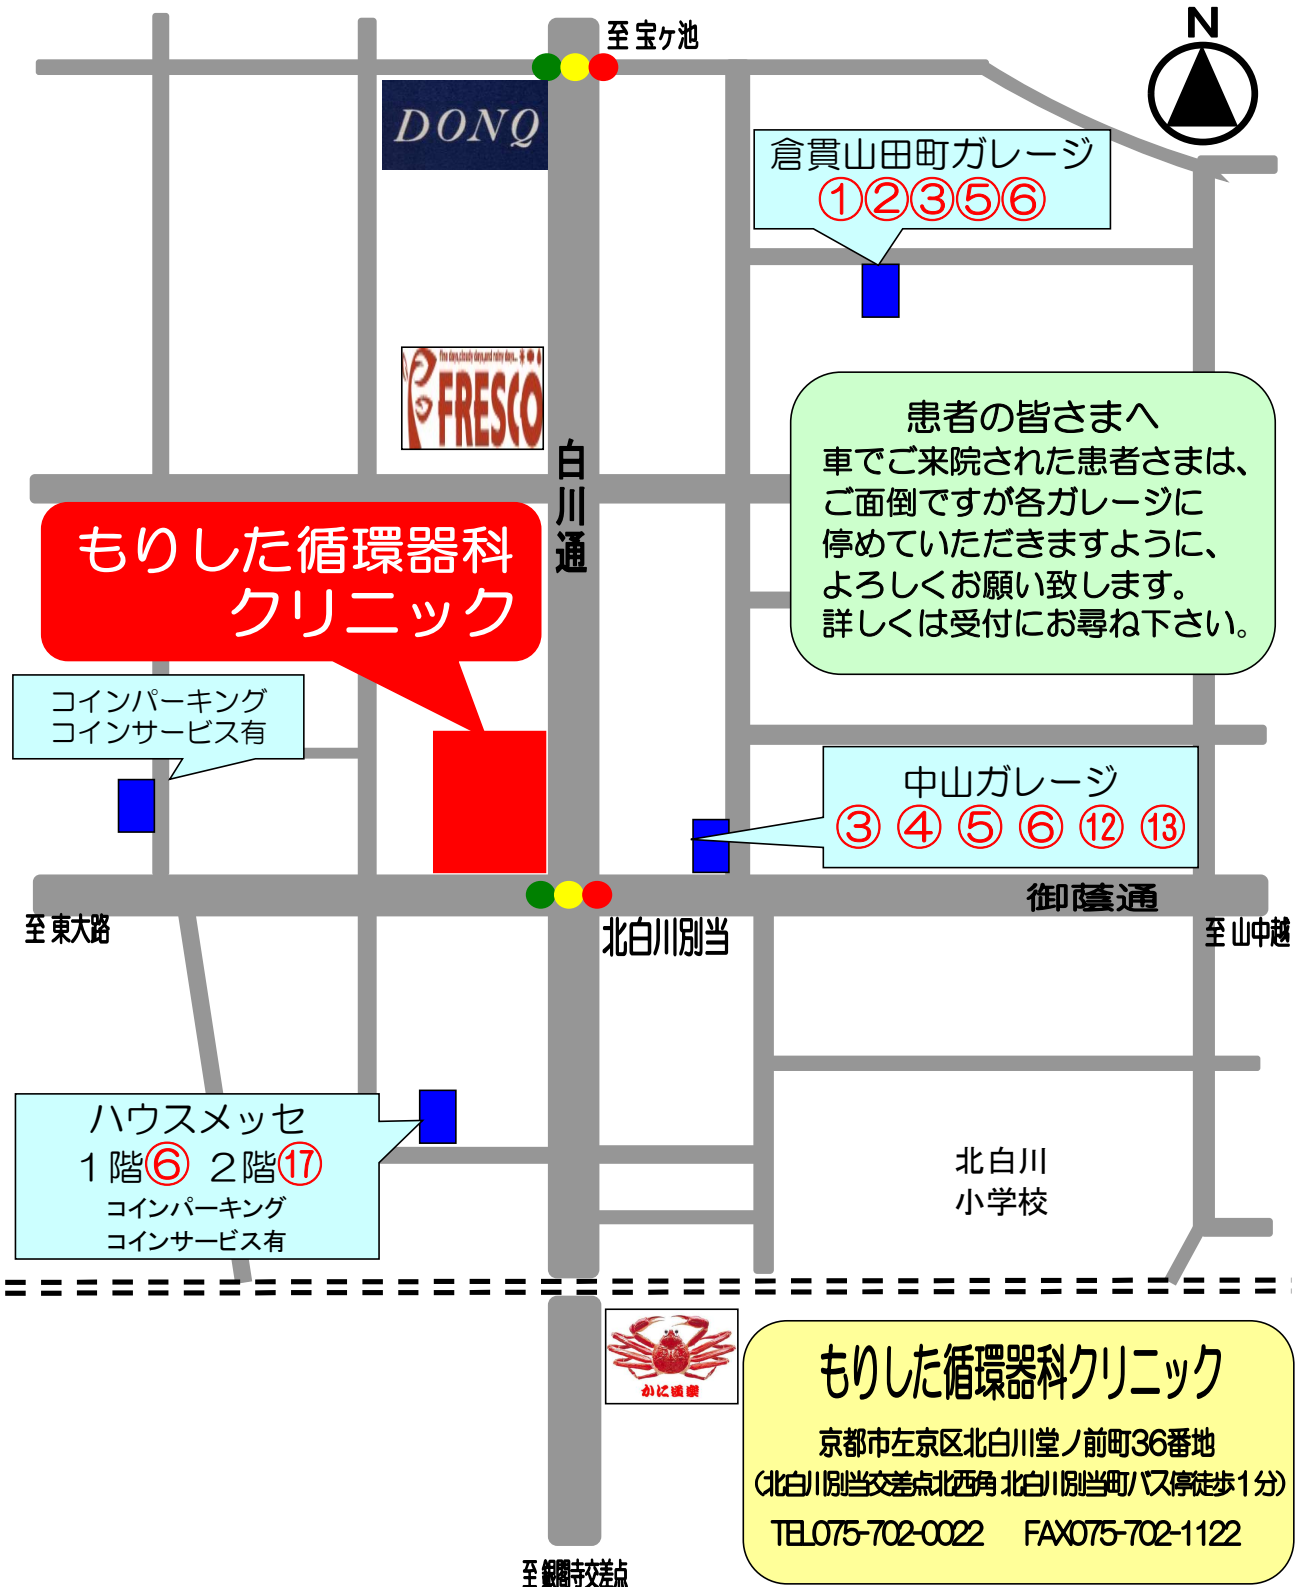 至 宝ヶ池
N
DONQ
倉貫山田町ガレージ
①②③⑤⑥
fine days,cloudy days,and rainy days...
FRESCO
白川通
患者の皆さまへ
車でご来院された患者さまは、
ご面倒ですが各ガレージに
停めていただきますように、
よろしくお願い致します。
詳しくは受付にお尋ね下さい。
もりした循環器科
クリニック
コインパーキング
コインサービス有
中山ガレージ
③ ④ ⑤ ⑥ ⑫ ⑬
御蔭通
至 東大路
北白川別当
至 山中越
ハウスメッセ
1階⑥ 2階⑰
コインパーキング
コインサービス有
北白川
小学校
かに道楽
もりした循環器科クリニック
京都市左京区北白川堂ノ前町36番地
(北白川別当交差点北西角 北白川別当町バス停徒歩1分)
TEL075-702-0022 FAX075-702-1122
至 銀閣寺交差点